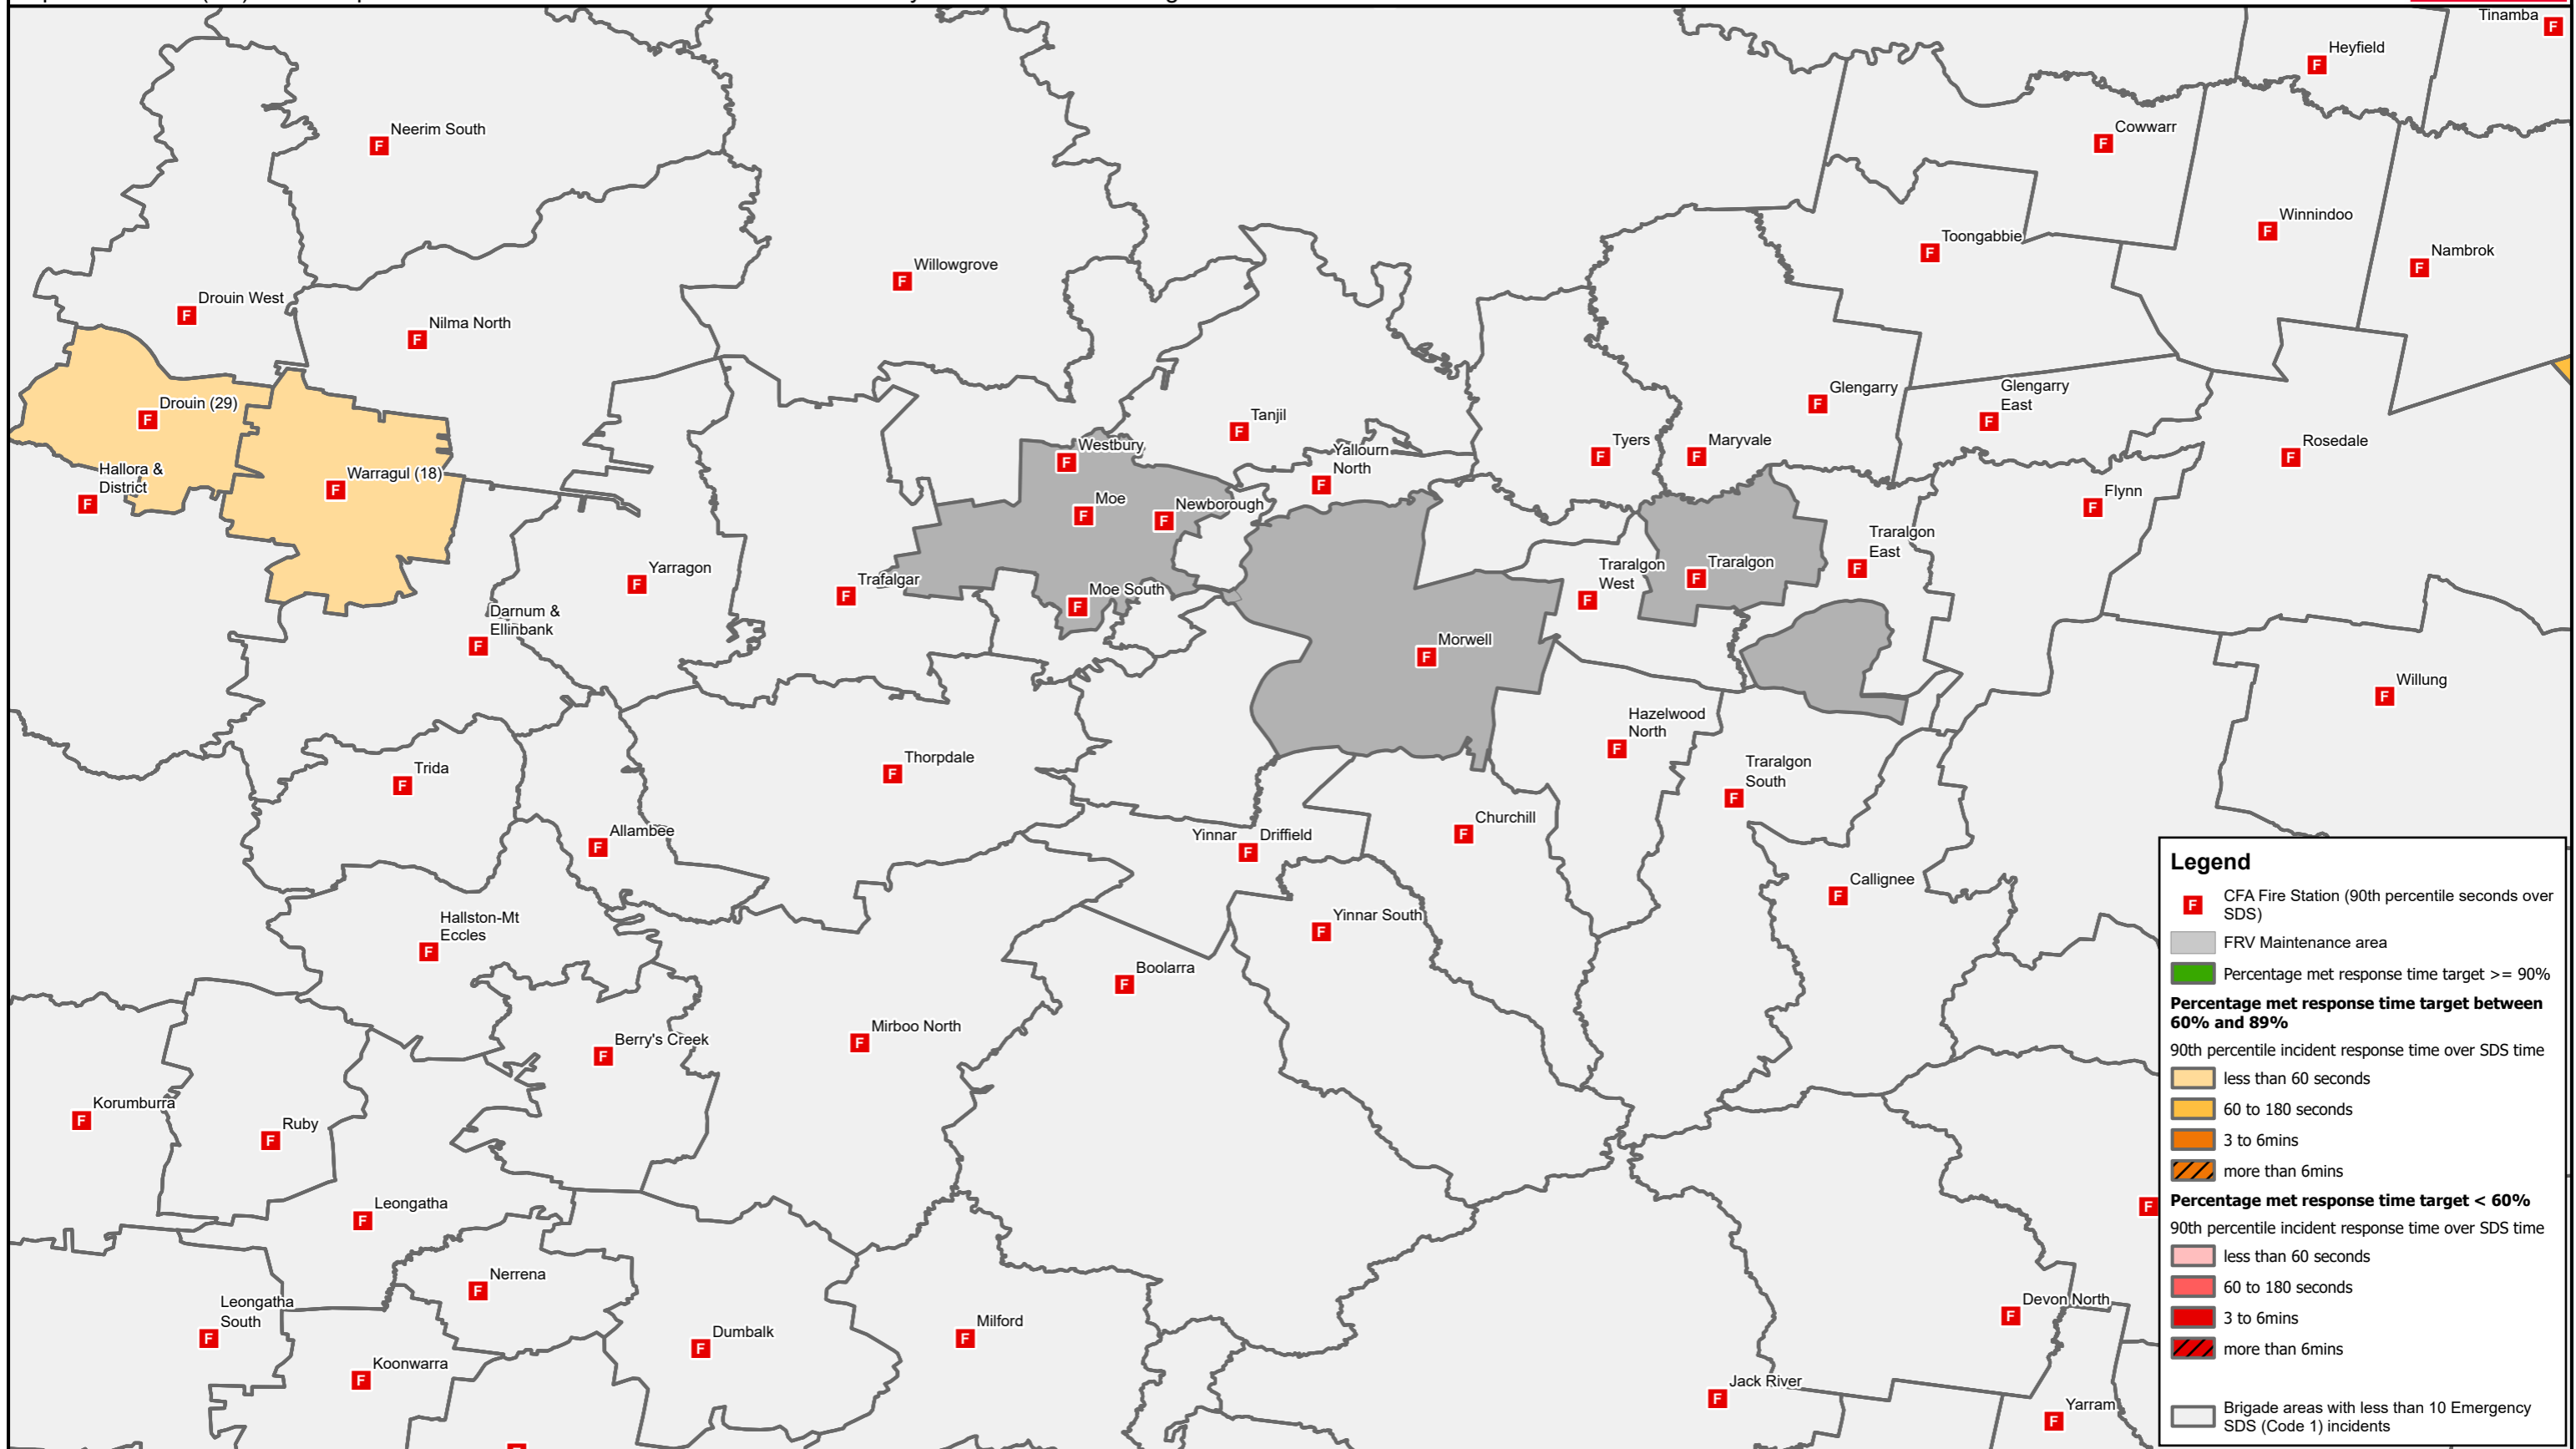 Tinamba
Heyfield
Neerim South
Cowwarr
Winnindoo
Toongabbie
Nambrok
Willowgrove
Drouin West
Nilma North
Glengarry
Glengarry
East
Drouin (29)
Tanjil
Tyers
Maryvale
Rosedale
Westbury
Yallourn
North
Hallora &
District
Warragul (18)
Moe
Newborough
Flynn
Traralgon
East
Yarragon
Trafalgar
Moe South
Traralgon
West
Traralgon
Darnum &
Ellinbank
Morwell
Willung
Hazelwood
North
Trida
Thorpdale
Traralgon
South
Allambee
Yinnar
Driffield
Churchill
Callignee
Hallston-Mt
Eccles
Yinnar South
Boolarra
Mirboo North
Berry's Creek
Korumburra
Ruby
Leongatha
Nerrena
Leongatha
South
Milford
Dumbalk
Koonwarra
Devon North
Jack River
Yarram
Legend
F CFA Fire Station (90th percentile seconds over
SDS)
FRV Maintenance area
Percentage met response time target >= 90%
Percentage met response time target between
60% and 89%
90th percentile incident response time over SDS time
less than 60 seconds
60 to 180 seconds
3 to 6mins
more than 6mins
Percentage met response time target < 60%
90th percentile incident response time over SDS time
less than 60 seconds
60 to 180 seconds
3 to 6mins
more than 6mins
Brigade areas with less than 10 Emergency
SDS (Code 1) incidents